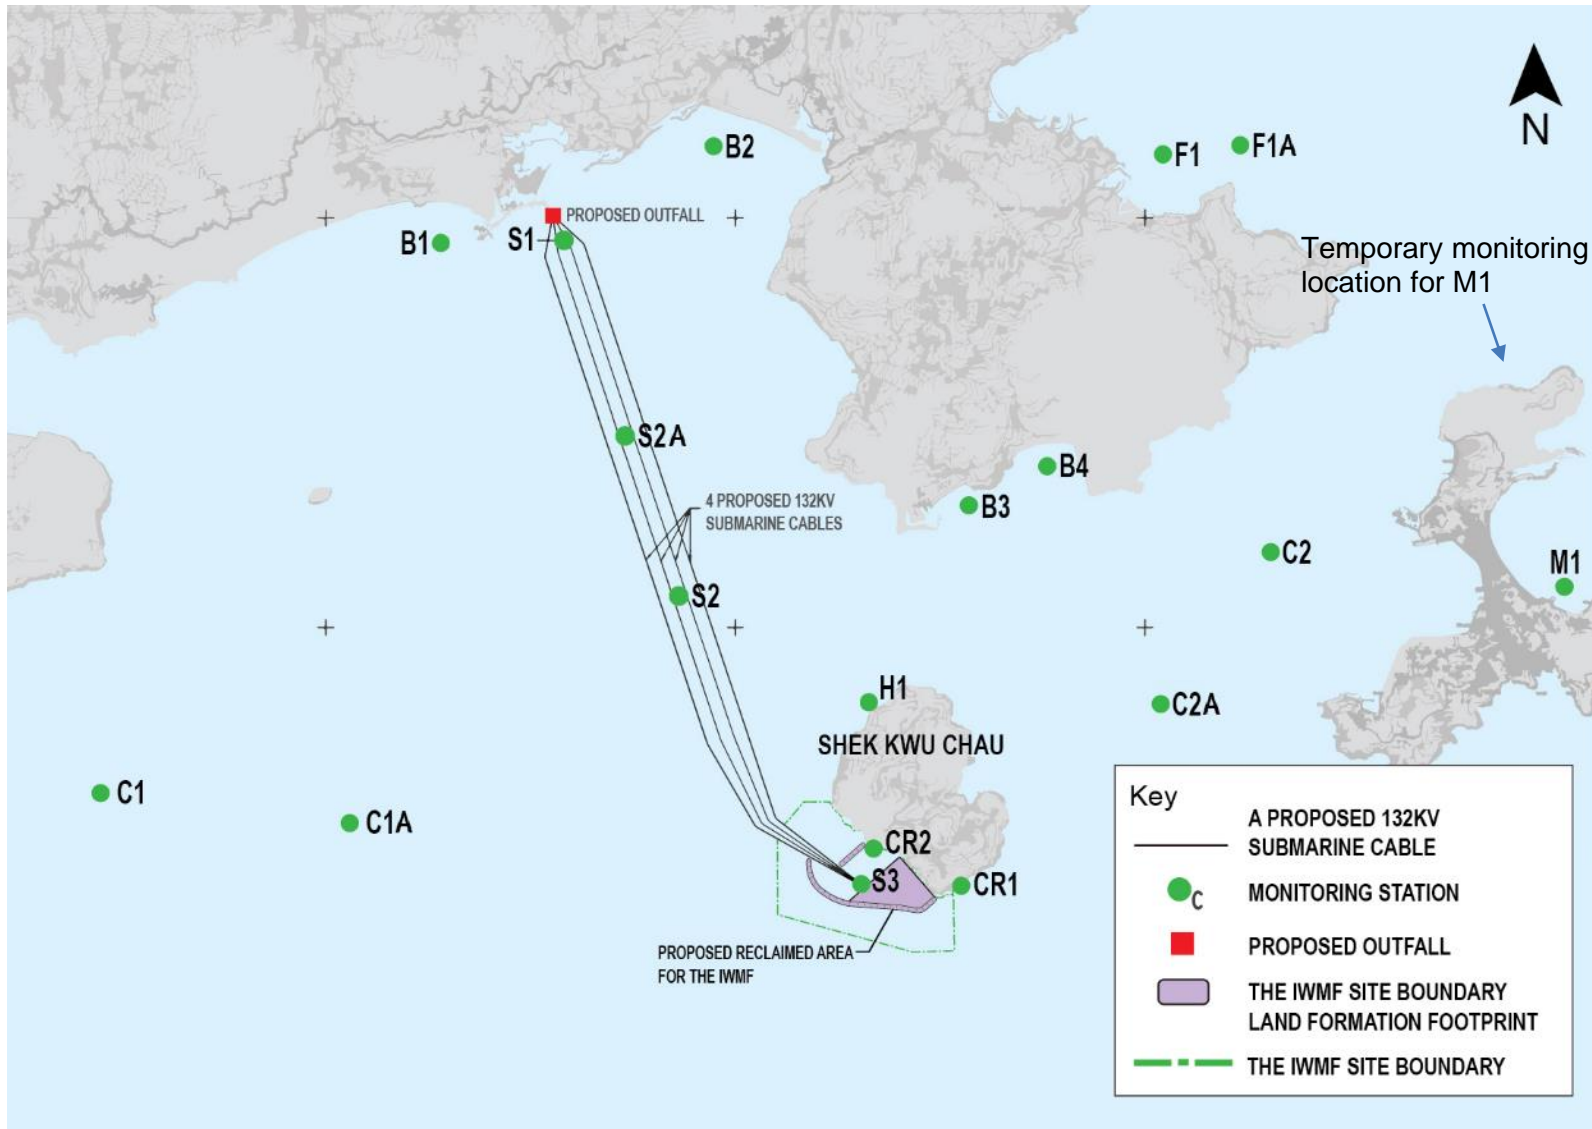 N
B2
F1
F1A
PROPOSED OUTFALL
B1
S1
Temporary monitoring
location for M1
S2A
B4
4 PROPOSED 132KV
SUBMARINE CABLES
B3
C2
M1
S2
H1
C2A
SHEK KWU CHAU
C1
C1A
CR2
S3
CR1
PROPOSED RECLAIMED AREA
FOR THE IWMF
Key
A PROPOSED 132KV
SUBMARINE CABLE
C
MONITORING STATION
PROPOSED OUTFALL
THE IWMF SITE BOUNDARY
LAND FORMATION FOOTPRINT
THE IWMF SITE BOUNDARY